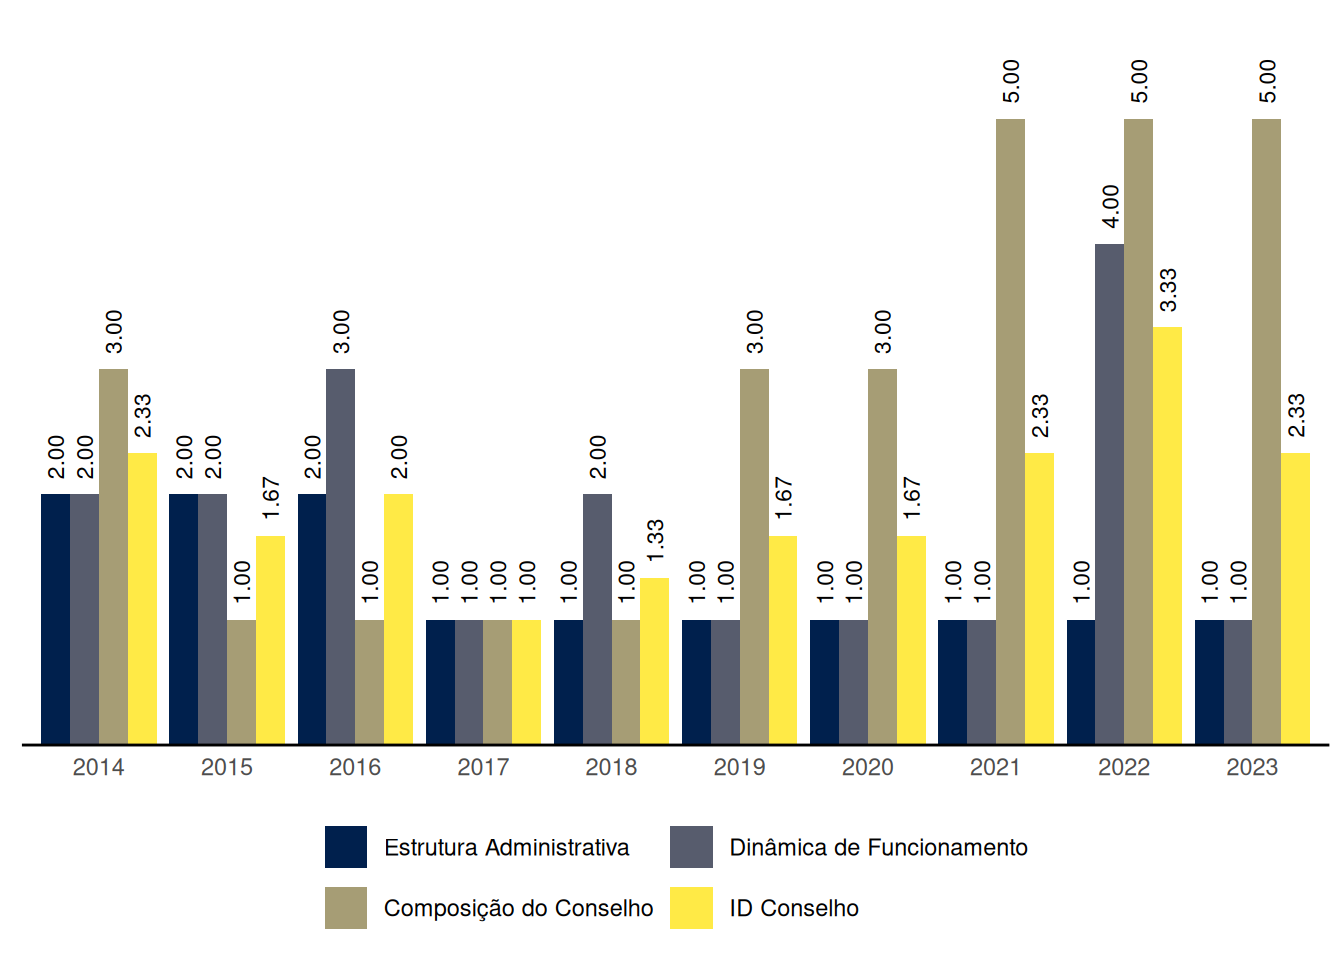 2.00 2.00 3.00 2.33 2.00 2.00 1.00 1.67 2.00 3.00 1.00 2.00 1.00 1.00 1.00 1.00 1.00 2.00 1.00 1.33 1.00 1.00 3.00 1.67 1.00 1.00 3.00 1.67 1.00 1.00 5.00 2.33 1.00 4.00 5.00 3.33 1.00 1.00 5.00 2.33
2014 2015 2016 2017 2018 2019 2020 2021 2022 2023
Estrutura Administrativa Dinâmica de Funcionamento
Composição do Conselho ID Conselho